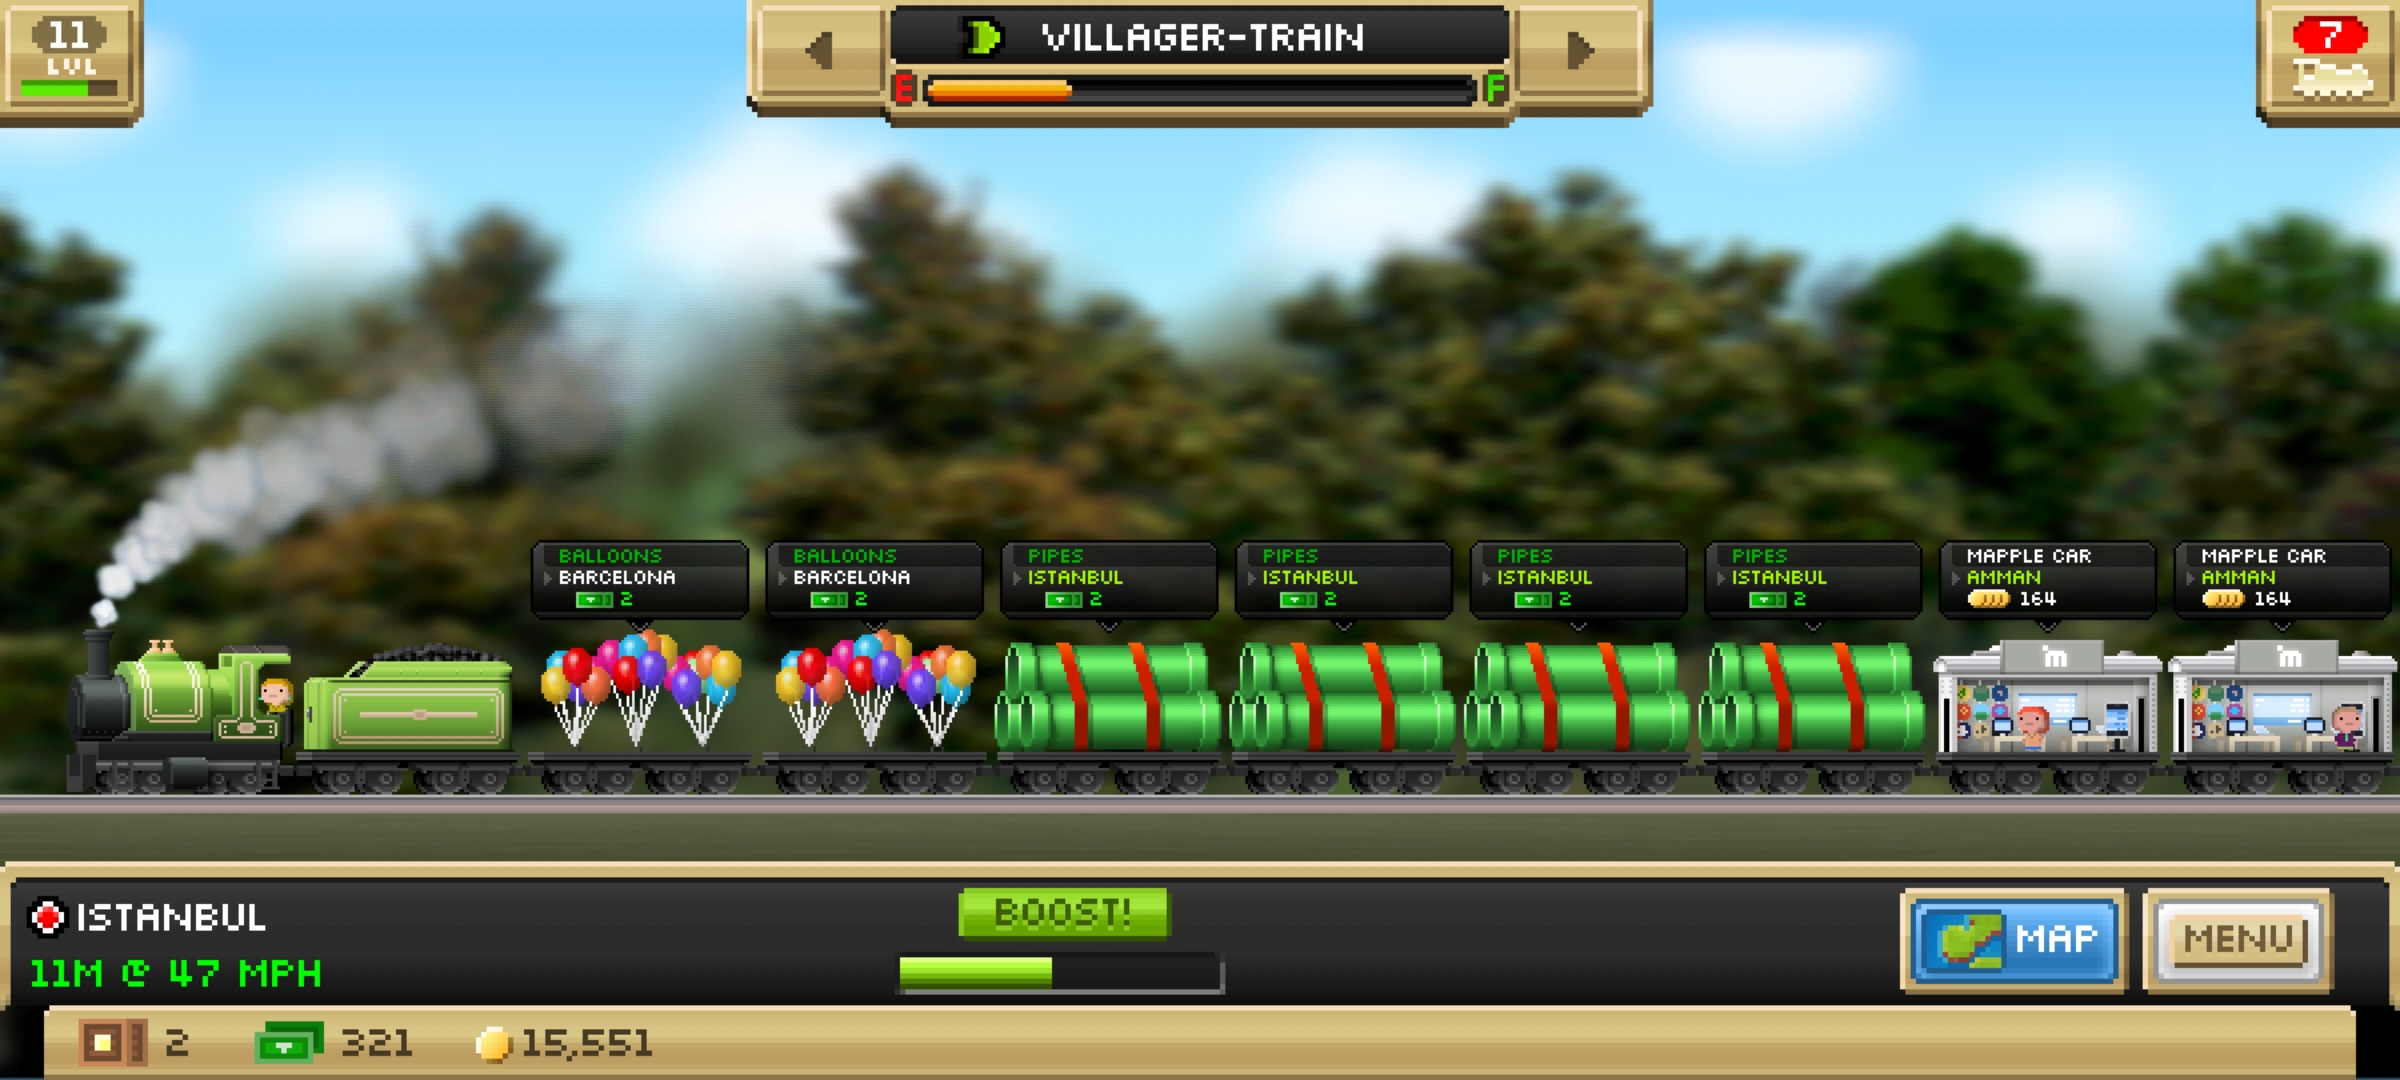 11
LVL
VILLAGER-TRAIN
E F
7
BALLOONS
BARCELONA
2
BALLOONS
BARCELONA
2
PIPES
ISTANBUL
2
PIPES
ISTANBUL
2
PIPES
ISTANBUL
2
PIPES
ISTANBUL
2
MAPPLE CAR
AMMAN
164
MAPPLE CAR
AMMAN
164
m
m
ISTANBUL
11M @ 47 MPH
BOOST!
MAP
MENU
2
321
15,551